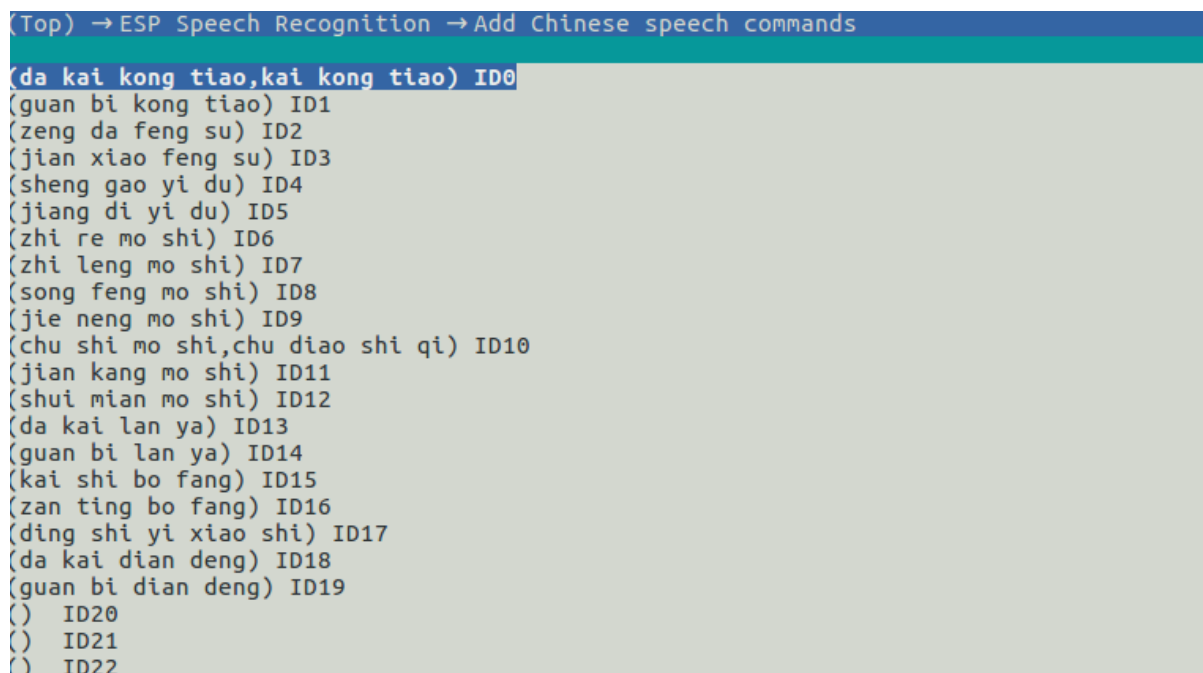 (Top) → ESP Speech Recognition → Add Chinese speech commands
(da kai kong tiao,kai kong tiao) ID0
(guan bi kong tiao) ID1
(zeng da feng su) ID2
(jian xiao feng su) ID3
(sheng gao yi du) ID4
(jiang di yi du) ID5
(zhi re mo shi) ID6
(zhi leng mo shi) ID7
(song feng mo shi) ID8
(jie neng mo shi) ID9
(chu shi mo shi,chu diao shi qi) ID10
(jian kang mo shi) ID11
(shui mian mo shi) ID12
(da kai lan ya) ID13
(guan bi lan ya) ID14
(kai shi bo fang) ID15
(zan ting bo fang) ID16
(ding shi yi xiao shi) ID17
(da kai dian deng) ID18
(guan bi dian deng) ID19
()  ID20
()  ID21
()  ID22